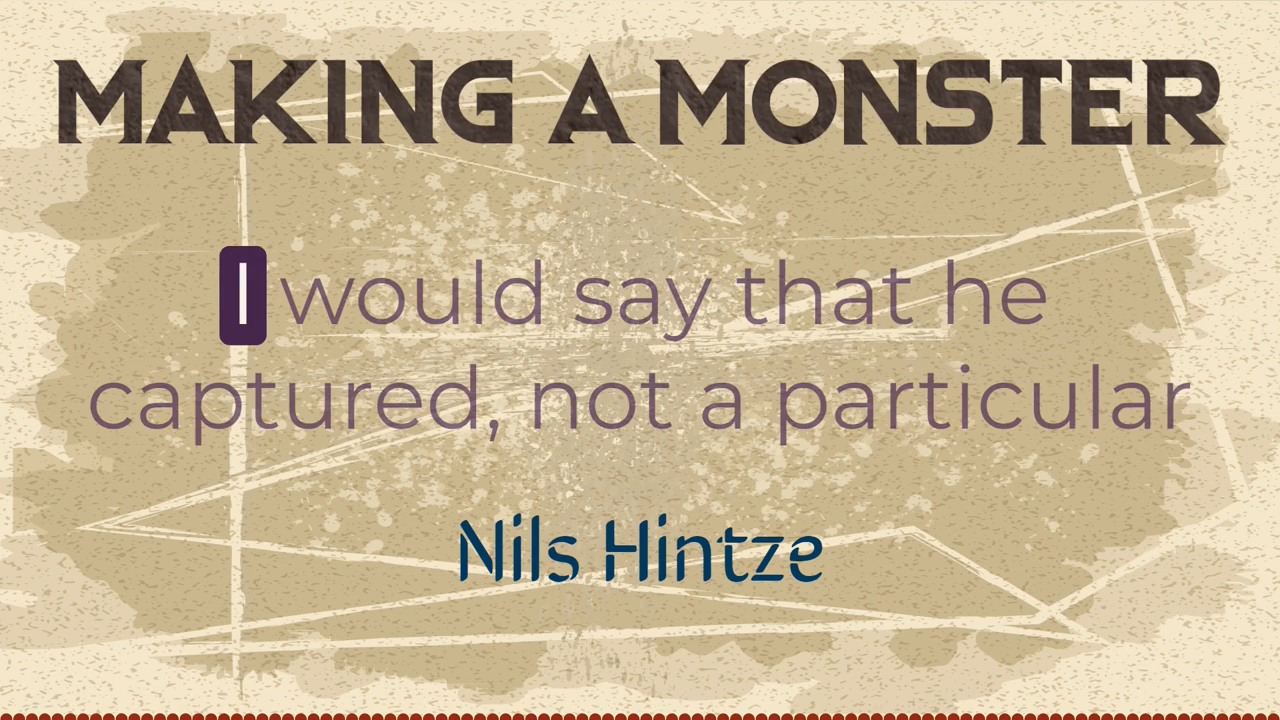 MAKING A MONSTER
I would say that he
captured, not a particular
Nils Hintze